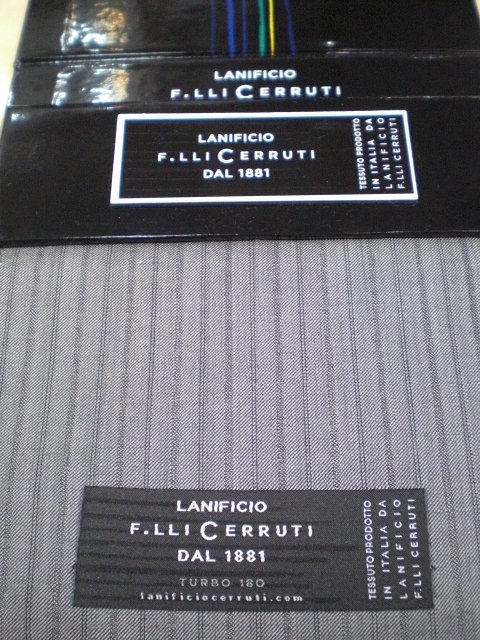 LANIFICIO
F.LLI CERRUTI
LANIFICIO
F.LLI CERRUTI
DAL 1881
TESSUTO PRODOTTO
IN ITALIA DA
LANIFICIO
F.LLI CERRUTI
LANIFICIO
F.LLI CERRUTI
DAL 1881
TURBO 180
lanificiocerruti.com
TESSUTO PRODOTTO
IN ITALIA DA
LANIFICIO
F.LLI CERRUTI